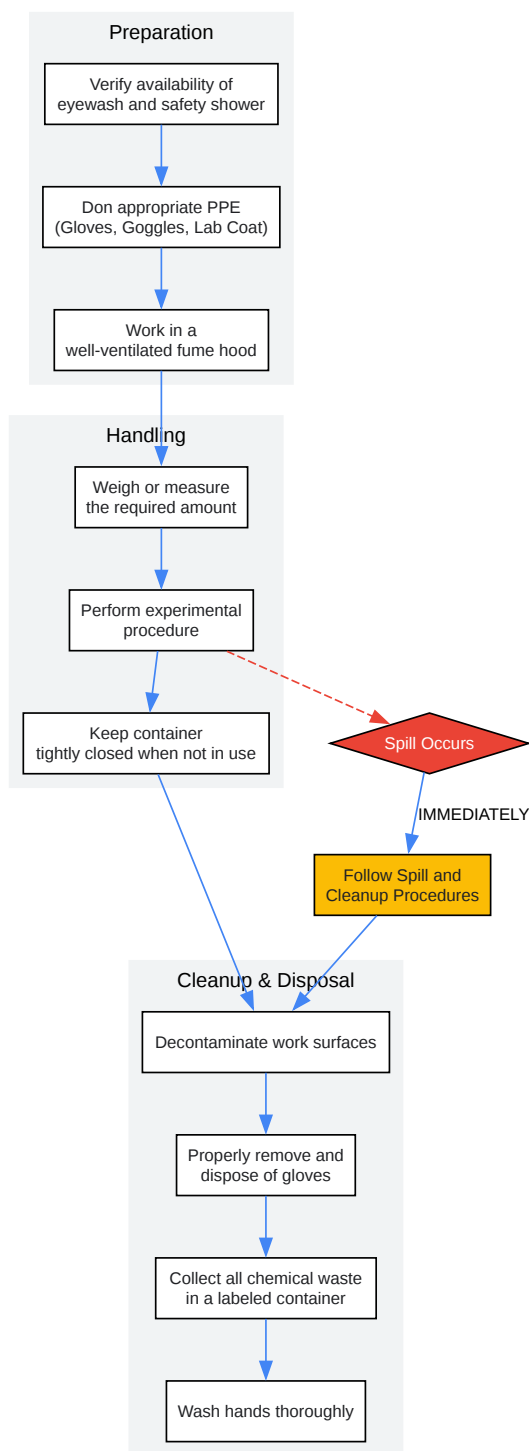 Preparation
Verify availability of
eyewash and safety shower
Don appropriate PPE
(Gloves, Goggles, Lab Coat)
Work in a
well-ventilated fume hood
Handling
Weigh or measure
the required amount
Perform experimental
procedure
Keep container
tightly closed when not in use
Spill Occurs
IMMEDIATELY
Follow Spill and
Cleanup Procedures
Cleanup & Disposal
Decontaminate work surfaces
Properly remove and
dispose of gloves
Collect all chemical waste
in a labeled container
Wash hands thoroughly